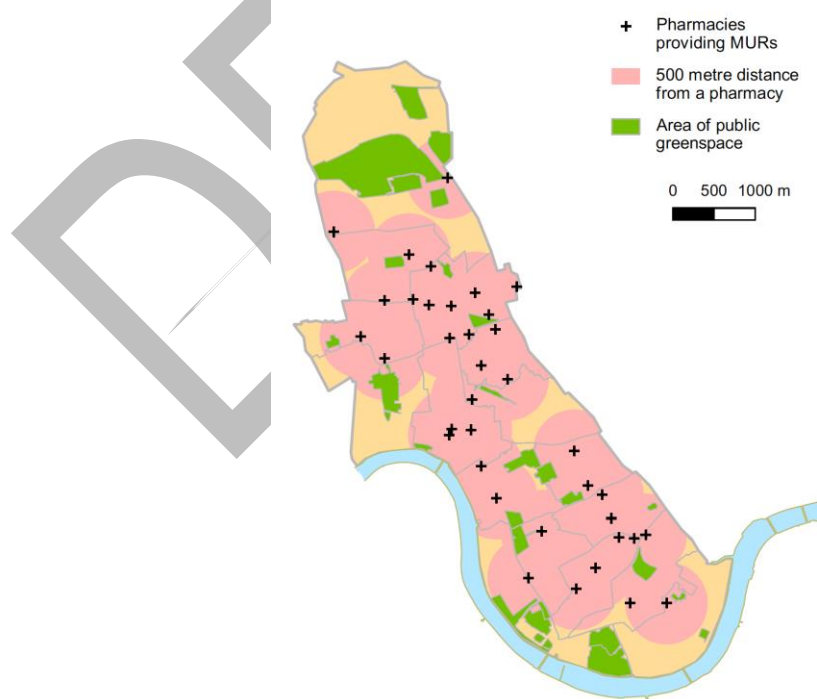 Pharmacies
providing MURs
500 metre distance
from a pharmacy
Area of public
greenspace
0 500 1000 m